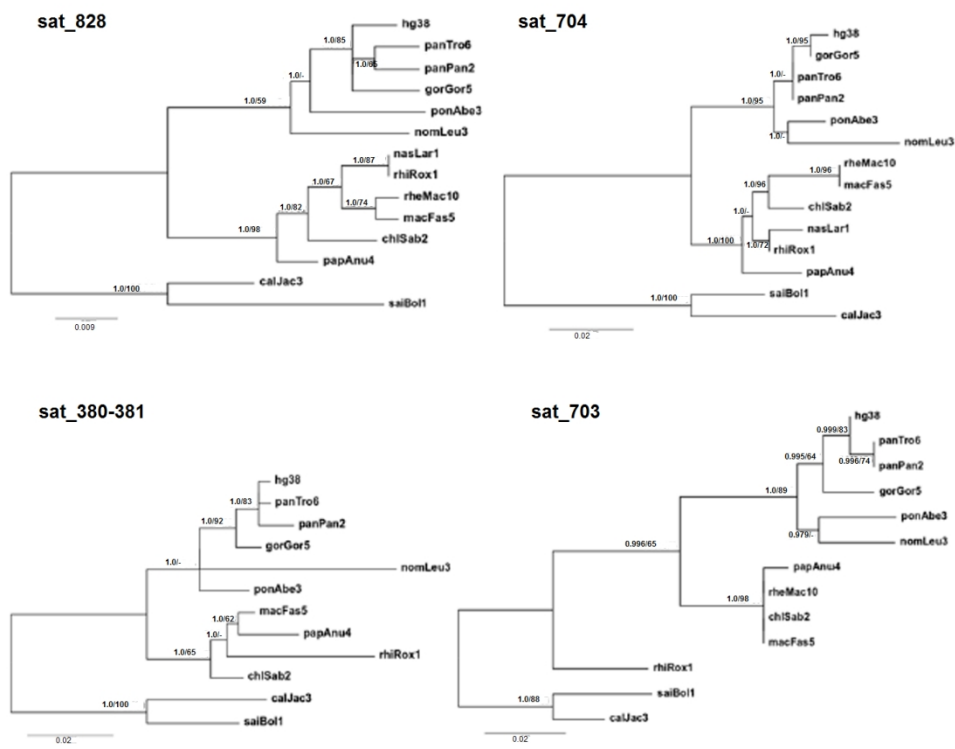 sat_828
hg38
1.0/85
panTro6
1.0/95
panPan2
1.0/-
gorGor5
1.0/59
ponAbe3
nomLeu3
nasLar1
1.0/87
rhiRox1
1.0/67
rheMac10
1.0/74
1.0/82
macFas5
1.0/98
chlSab2
papAnu4
calJac3
1.0/100
saiBol1
0.009
sat_704
hg38
1.0/95
gorGor5
1.0/-
panTro6
1.0/95
panPan2
ponAbe3
1.0/-
nomLeu3
rheMac10
1.0/96
macFas5
1.0/96
chlSab2
1.0/-
nasLar1
1.0/100
1.0/72
rhiRox1
papAnu4
saiBol1
1.0/100
calJac3
0.02
sat_380-381
hg38
1.0/83
panTro6
1.0/92
panPan2
gorGor5
1.0/-
nomLeu3
ponAbe3
macFas5
1.0/62
papAnu4
1.0/-
1.0/65
rhiRox1
chlSab2
calJac3
1.0/100
saiBol1
0.02
sat_703
hg38
0.999/83
panTro6
0.995/64
0.996/74
panPan2
1.0/89
gorGor5
ponAbe3
0.979/-
nomLeu3
0.996/65
papAnu4
rheMac10
1.0/98
chlSab2
macFas5
rhiRox1
saiBol1
1.0/88
calJac3
0.02